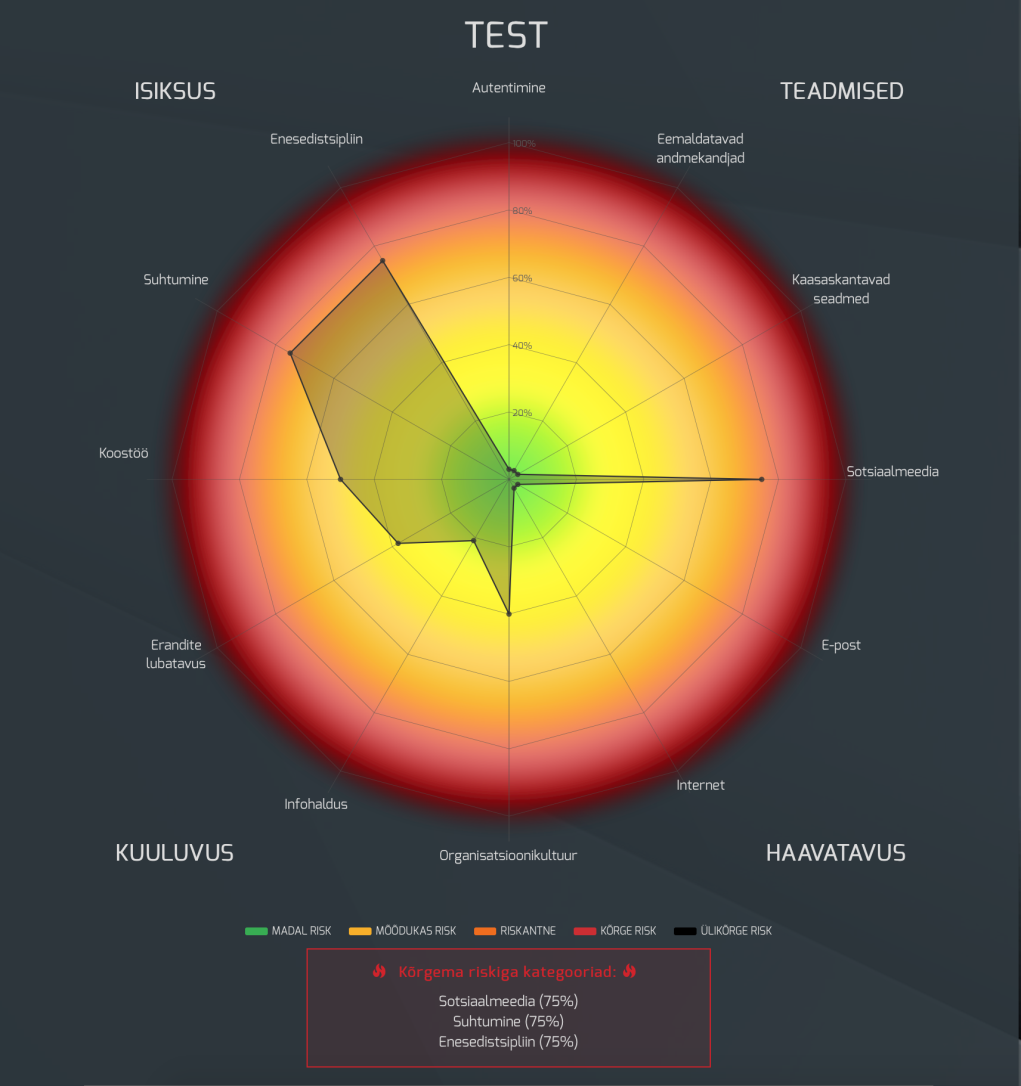 TEST
ISIKSUS
TEADMISED
Autentimine
Enesedistsipliin
Eemaldatavad
andmekandjad
100%
80%
Suhtumine
60%
Kaasaskantavad
seadmed
40%
20%
Koostöö
Sotsiaalmeedia
Erandite
lubatavus
E-post
Infohaldus
Internet
KUULUVUS
Organisatsioonikultuur
HAAVATAVUS
MADAL RISK
MÕÕDUKAS RISK
RISKANTNE
KÕRGE RISK
ÜLIKÕRGE RISK
Kõrgema riskiga kategooriad:
Sotsiaalmeedia (75%)
Suhtumine (75%)
Enesedistsipliin (75%)